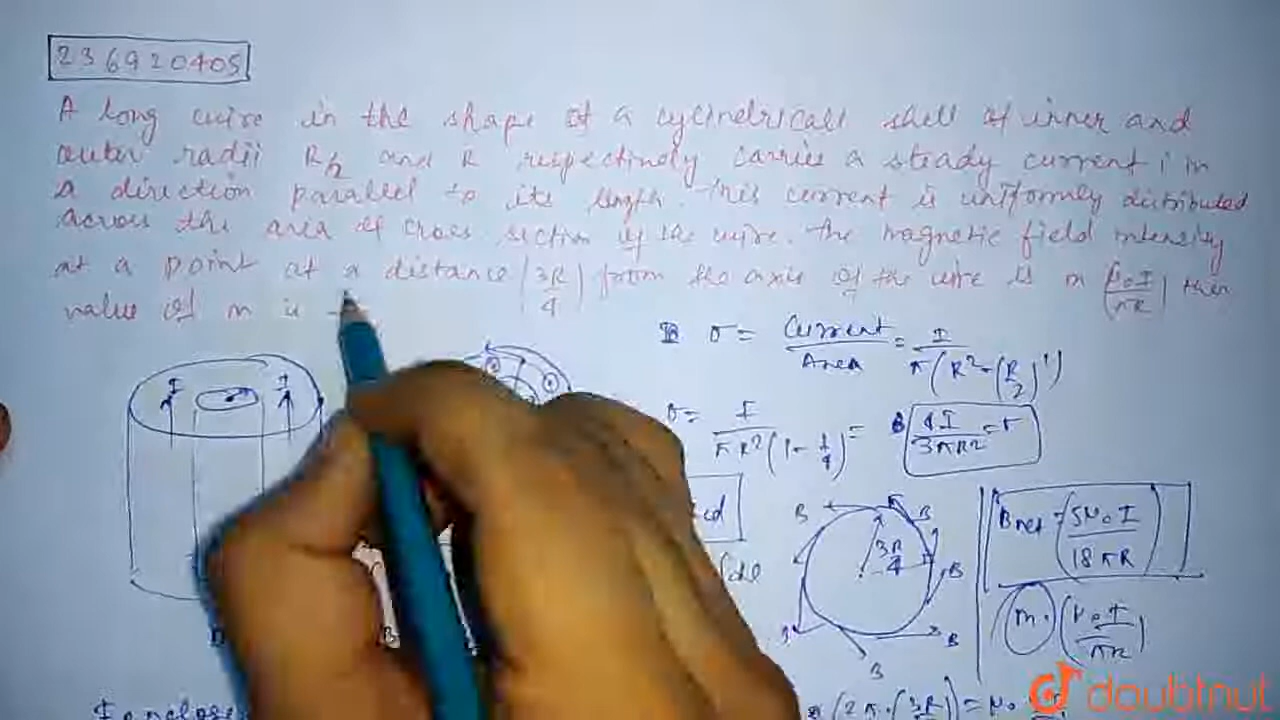 236920405
A long wire in the shape of a cylindrical shell of inner and
outer radii R/2 and R respectively carries a steady current i in
a direction parallel to its length. This current is uniformly distributed
across the area of cross section of the wire. The magnetic field intensity
at a point at a distance (3R/4) from the axis of the wire is m (μ₀I/πR) then
value of m is -
σ = Current/Area = I/π(R²-(R/2)²)
σ = I/πR²(1-1/4) = 4I/3πR² = σ
I I
B B
3R/4
B B
B B
B
Bnet = (5μ₀I/18πR)
m.(μ₀I/πR)
(2π.(3R/4)) = μ₀.
doubtnut